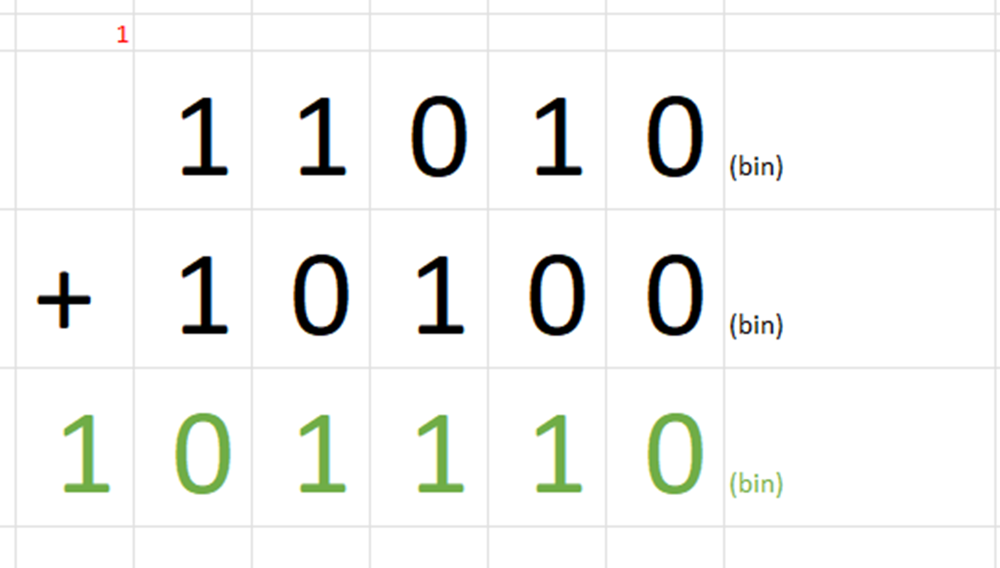 1
1 1 0 1 0 (bin)
+ 1 0 1 0 0 (bin)
1 0 1 1 1 0 (bin)